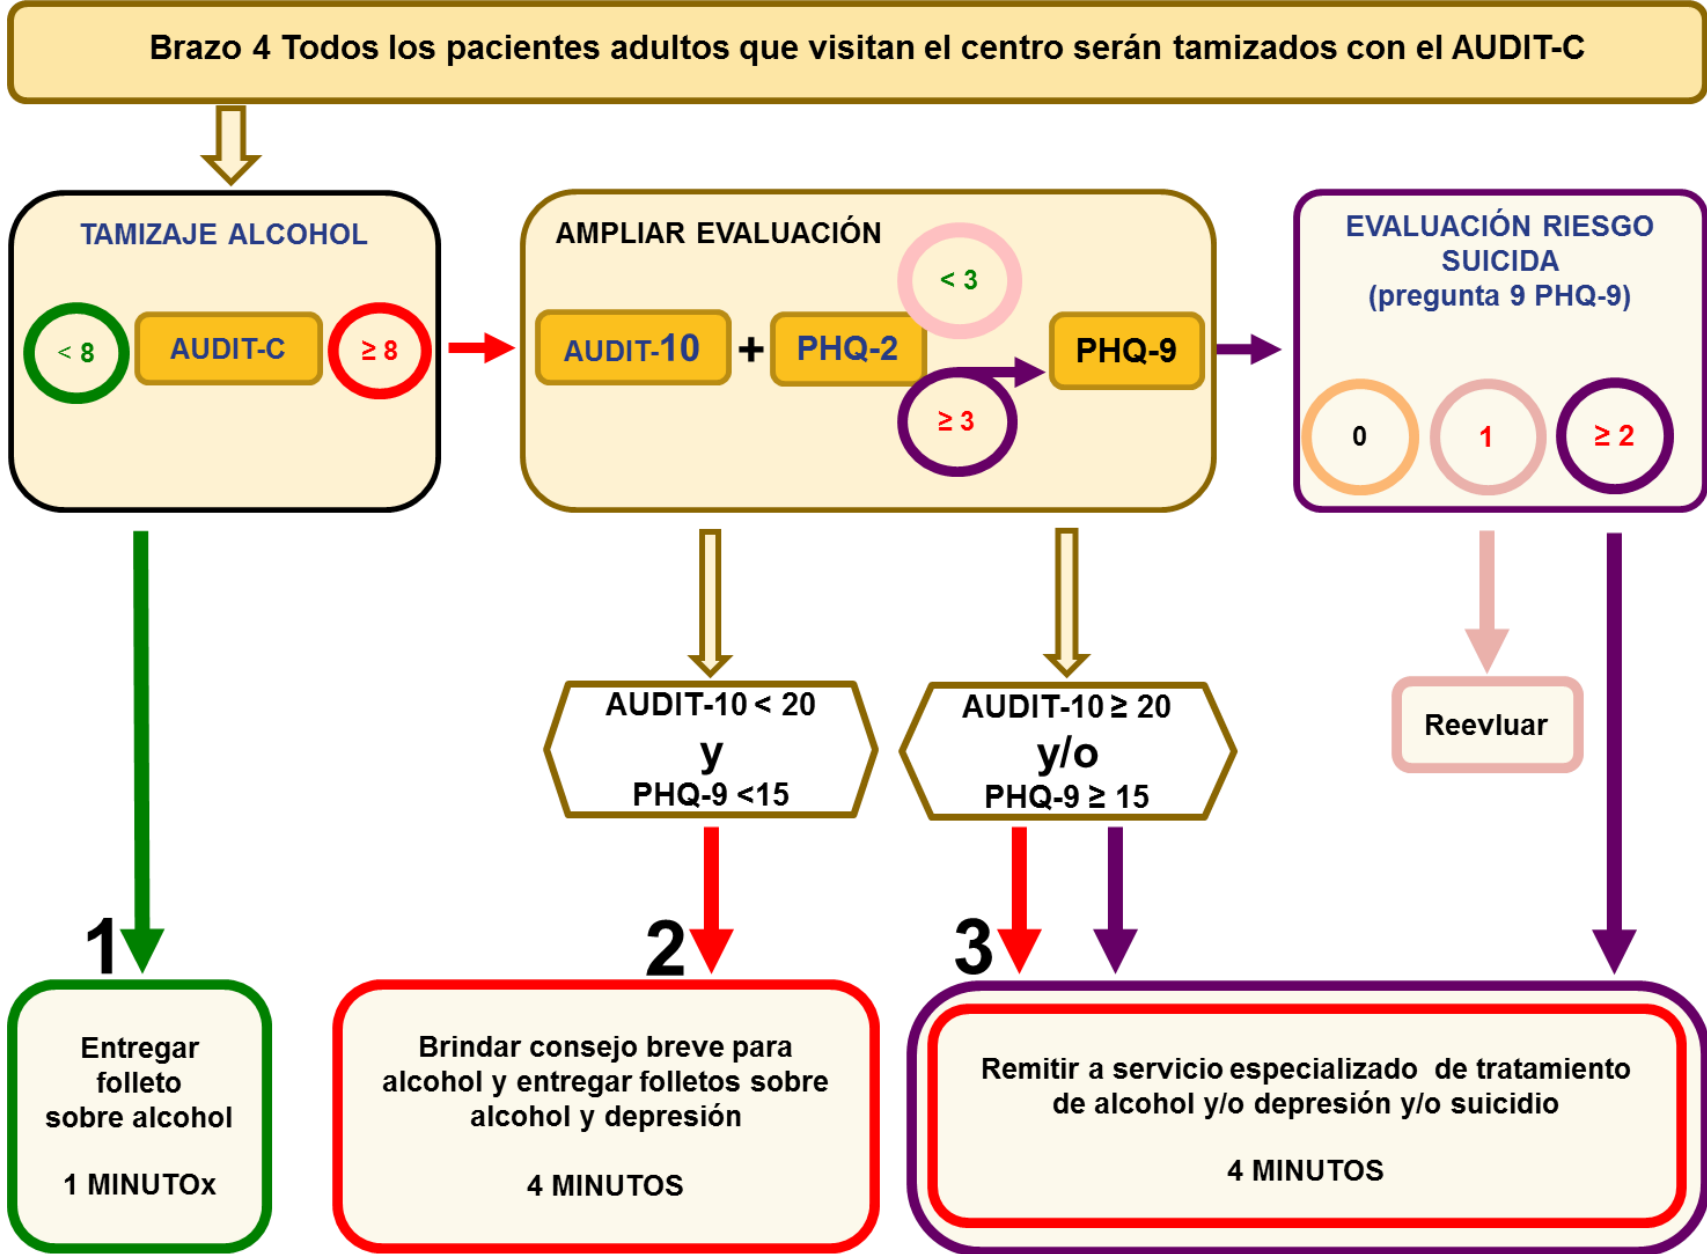 Brazo 4 Todos los pacientes adultos que visitan el centro serán tamizados con el AUDIT-C
TAMIZAJE ALCOHOL
< 8
AUDIT-C
≥ 8
AMPLIAR EVALUACIÓN
AUDIT-10
+
PHQ-2
< 3
≥ 3
PHQ-9
EVALUACIÓN RIESGO
SUICIDA
(pregunta 9 PHQ-9)
0
1
≥ 2
AUDIT-10 < 20
y
PHQ-9 <15
AUDIT-10 ≥ 20
y/o
PHQ-9 ≥ 15
Reevluar
1
Entregar
folleto
sobre alcohol
1 MINUTOx
2
Brindar consejo breve para
alcohol y entregar folletos sobre
alcohol y depresión
4 MINUTOS
3
Remitir a servicio especializado de tratamiento
de alcohol y/o depresión y/o suicidio
4 MINUTOS